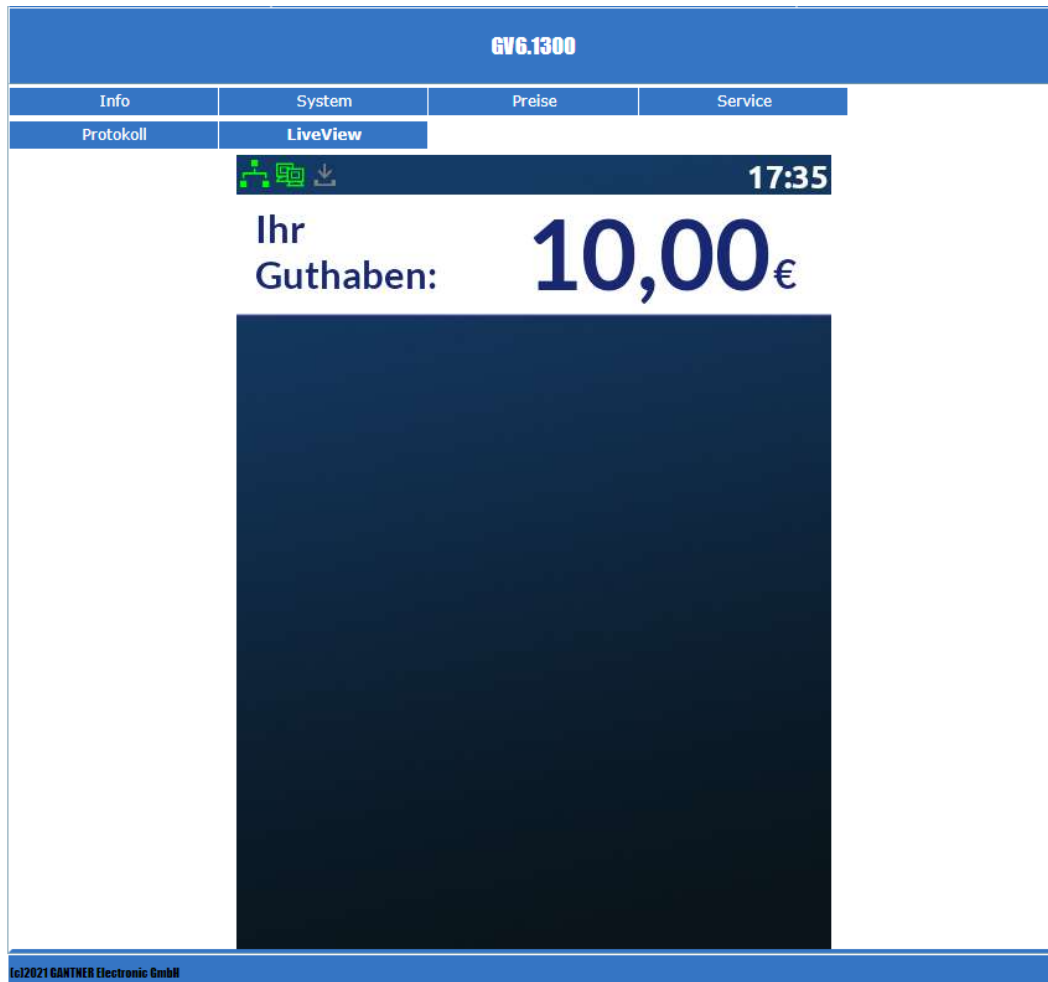 GV6.1300
Info System Preise Service
Protokoll LiveView
17:35
Ihr
Guthaben: 10,00€
(c)2021 GANTNER Electronic GmbH